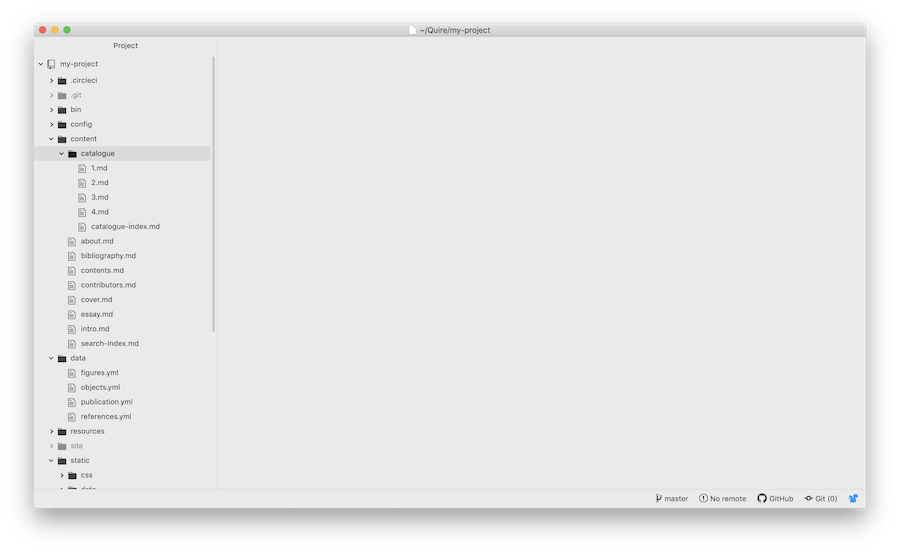 ~/Quire/my-project
Project
my-project
.circleci
.git
bin
config
content
catalogue
1.md
2.md
3.md
4.md
catalogue-index.md
about.md
bibliography.md
contents.md
contributors.md
cover.md
essay.md
intro.md
search-index.md
data
figures.yml
objects.yml
publication.yml
references.yml
resources
site
static
css
master No remote GitHub Git (0)